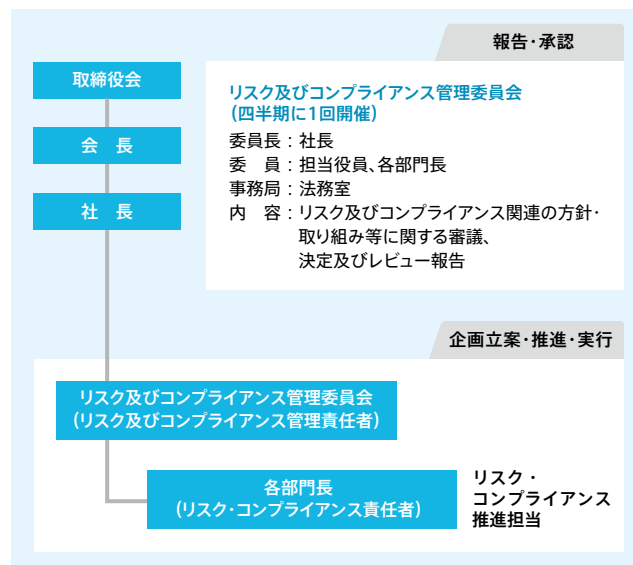 報告・承認
取締役会
会　長
社　長
リスク及びコンプライアンス管理委員会
(四半期に1回開催)
委員長：社長
委　員：担当役員、各部門長
事務局：法務室
内　容：リスク及びコンプライアンス関連の方針・
取り組み等に関する審議、
決定及びレビュー報告
企画立案・推進・実行
リスク及びコンプライアンス管理委員会
(リスク及びコンプライアンス管理責任者)
各部門長
(リスク・コンプライアンス責任者)
リスク・
コンプライアンス
推進担当